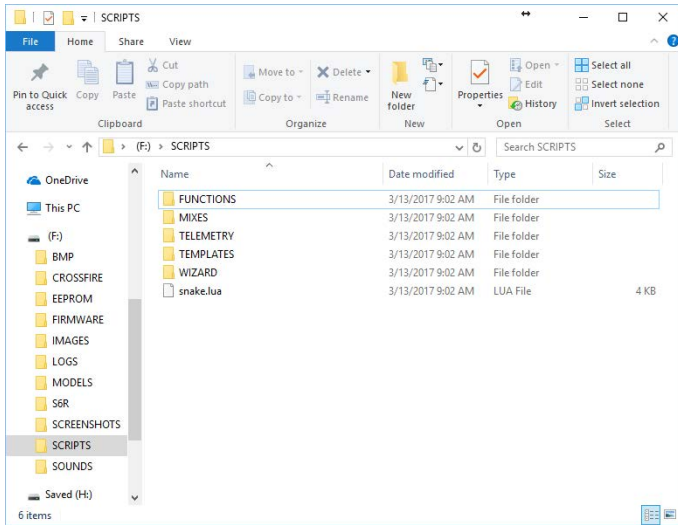 SCRIPTS
File Home Share View
Pin to Quick access
Copy
Paste
Cut
Copy path
Paste shortcut
Clipboard
Move to
Copy to
Delete
Rename
Organize
New folder
New
Properties
Open
Edit
History
Open
Select all
Select none
Invert selection
Select
(F:) > SCRIPTS
Search SCRIPTS
OneDrive
This PC
(F:)
BMP
CROSSFIRE
EEPROM
FIRMWARE
IMAGES
LOGS
MODELS
S6R
SCREENSHOTS
SCRIPTS
SOUNDS
Saved (H:)
Name Date modified Type Size
FUNCTIONS 3/13/2017 9:02 AM File folder
MIXES 3/13/2017 9:02 AM File folder
TELEMETRY 3/13/2017 9:02 AM File folder
TEMPLATES 3/13/2017 9:02 AM File folder
WIZARD 3/13/2017 9:02 AM File folder
snake.lua 3/13/2017 9:02 AM LUA File 4 KB
6 items